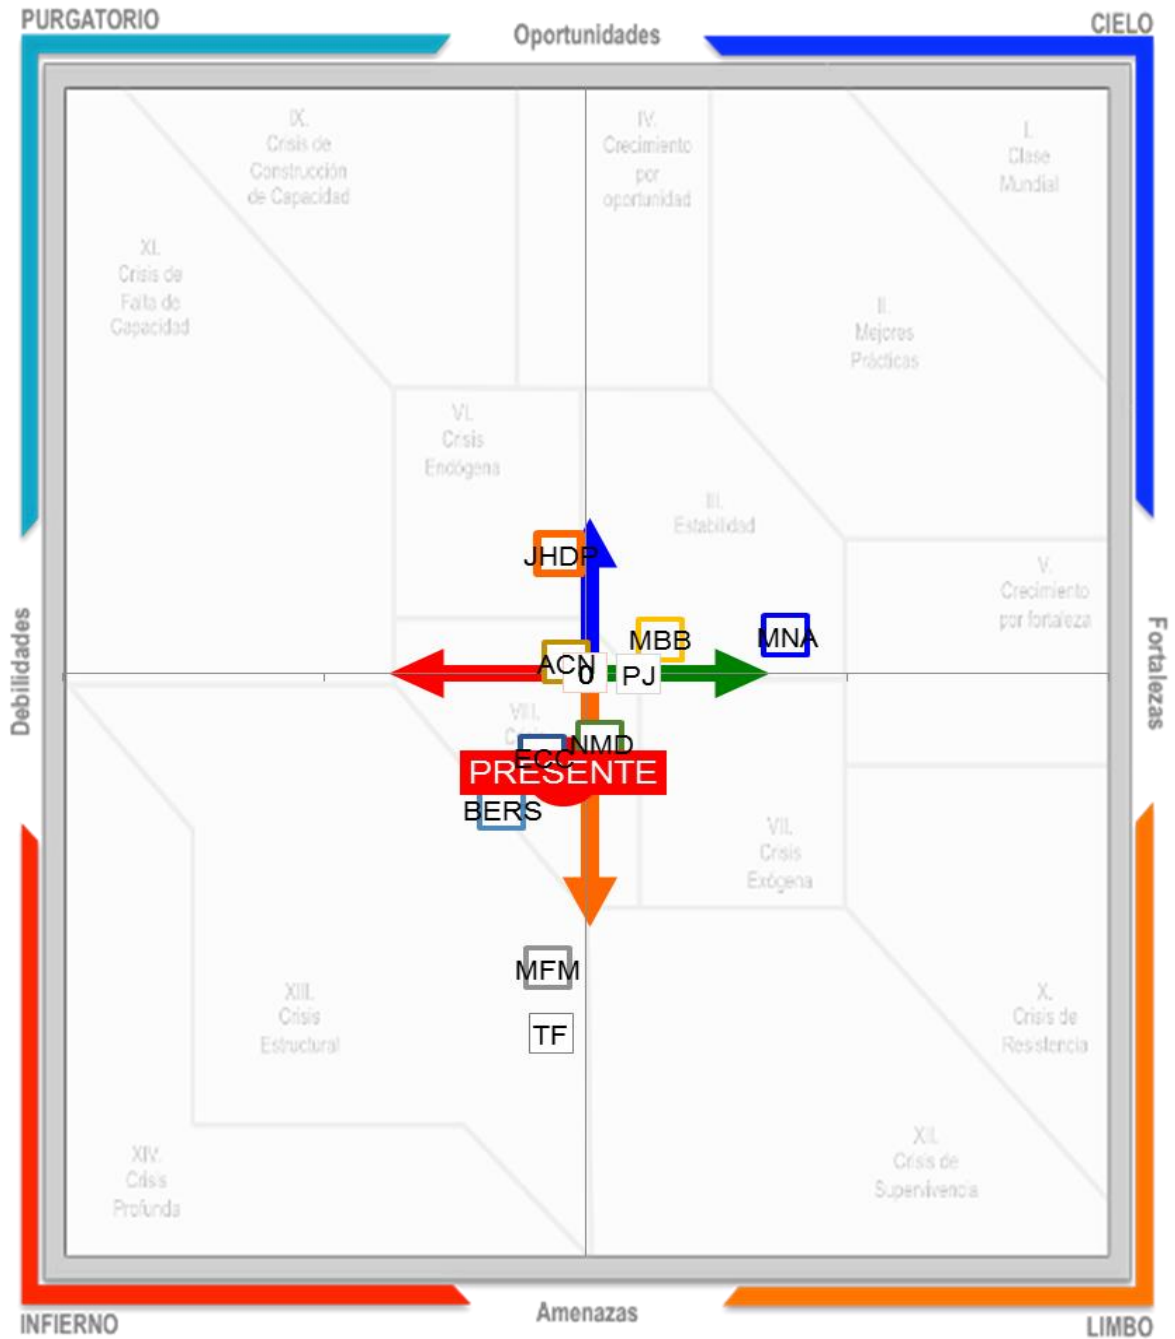 PURGATORIO
Oportunidades
CIELO
IX.
Crisis de
Construcción
de Capacidad
IV.
Crecimiento
por
oportunidad
I.
Clase
Mundial
XI.
Crisis de
Falta de
Capacidad
II.
Mejores
Prácticas
VI.
Crisis
Endógena
III.
Estabilidad
V.
Crecimiento
por fortaleza
JHDP
MBB
MNA
ACN
0
PJ
Debilidades
Fortalezas
VIII.
NMD
ECC
PRESENTE
BERS
VII.
Crisis
Exógena
MFM
TF
XIII.
Crisis
Estructural
X.
Crisis de
Resistencia
XIV.
Crisis
Profunda
XII.
Crisis de
Supervivencia
INFIERNO
Amenazas
LIMBO